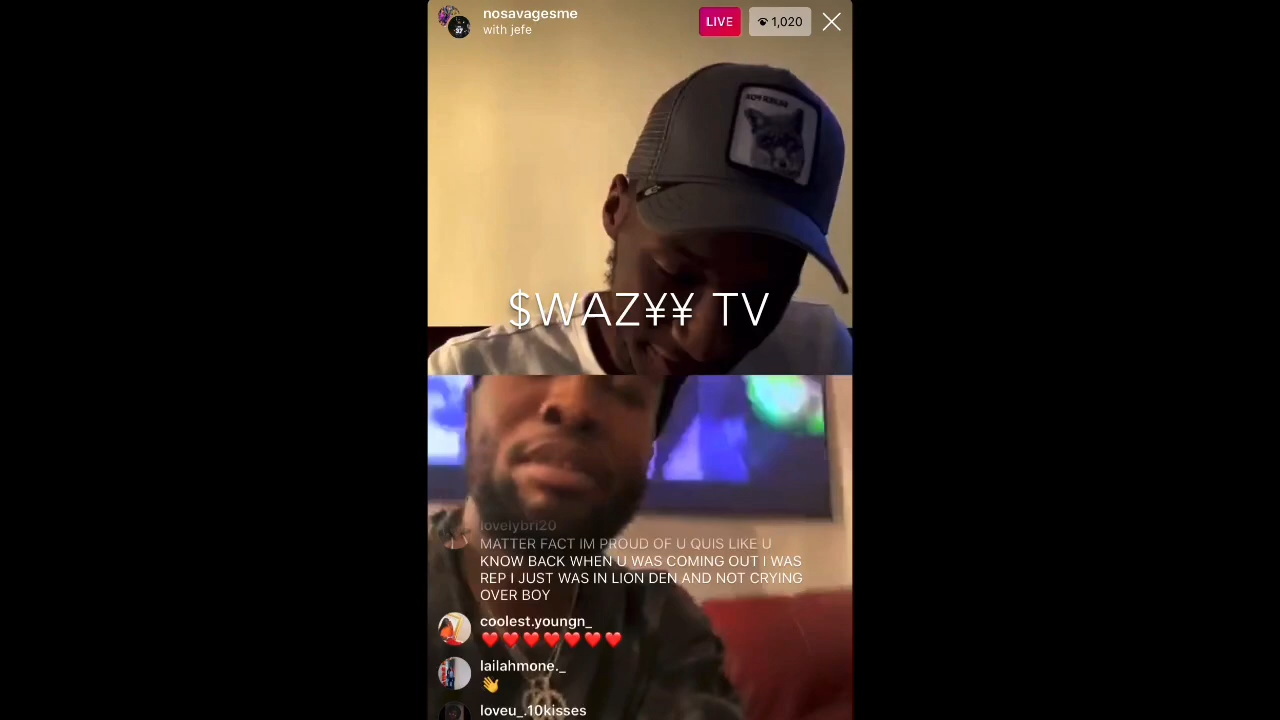 nosavagesme
with jefe
LIVE
1,020
$WAZ¥¥ TV
lovelybri20
MATTER FACT IM PROUD OF U QUIS LIKE U
KNOW BACK WHEN U WAS COMING OUT I WAS
REP I JUST WAS IN LION DEN AND NOT CRYING
OVER BOY
coolest.youngn_
❤️❤️❤️❤️❤️❤️❤️
lailahmone._
👋
loveu_.10kisses